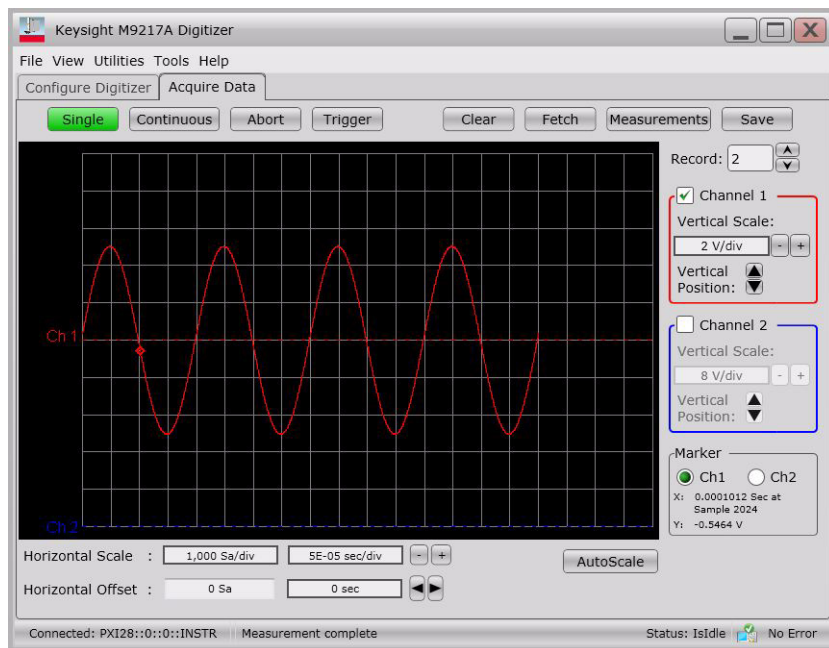 Keysight M9217A Digitizer
File View Utilities Tools Help
Configure Digitizer Acquire Data
Single Continuous Abort Trigger Clear Fetch Measurements Save
Record: 2
Channel 1
Vertical Scale:
2 V/div - +
Vertical
Position:
Ch 1
Channel 2
Vertical Scale:
8 V/div - +
Vertical
Position:
Marker
Ch1 Ch2
X: 0.0001012 Sec at
Sample 2024
Y: -0.5464 V
Ch 2
Horizontal Scale : 1,000 Sa/div 5E-05 sec/div - +
AutoScale
Horizontal Offset : 0 Sa 0 sec
Connected: PXI28::0::0::INSTR Measurement complete Status: IsIdle No Error